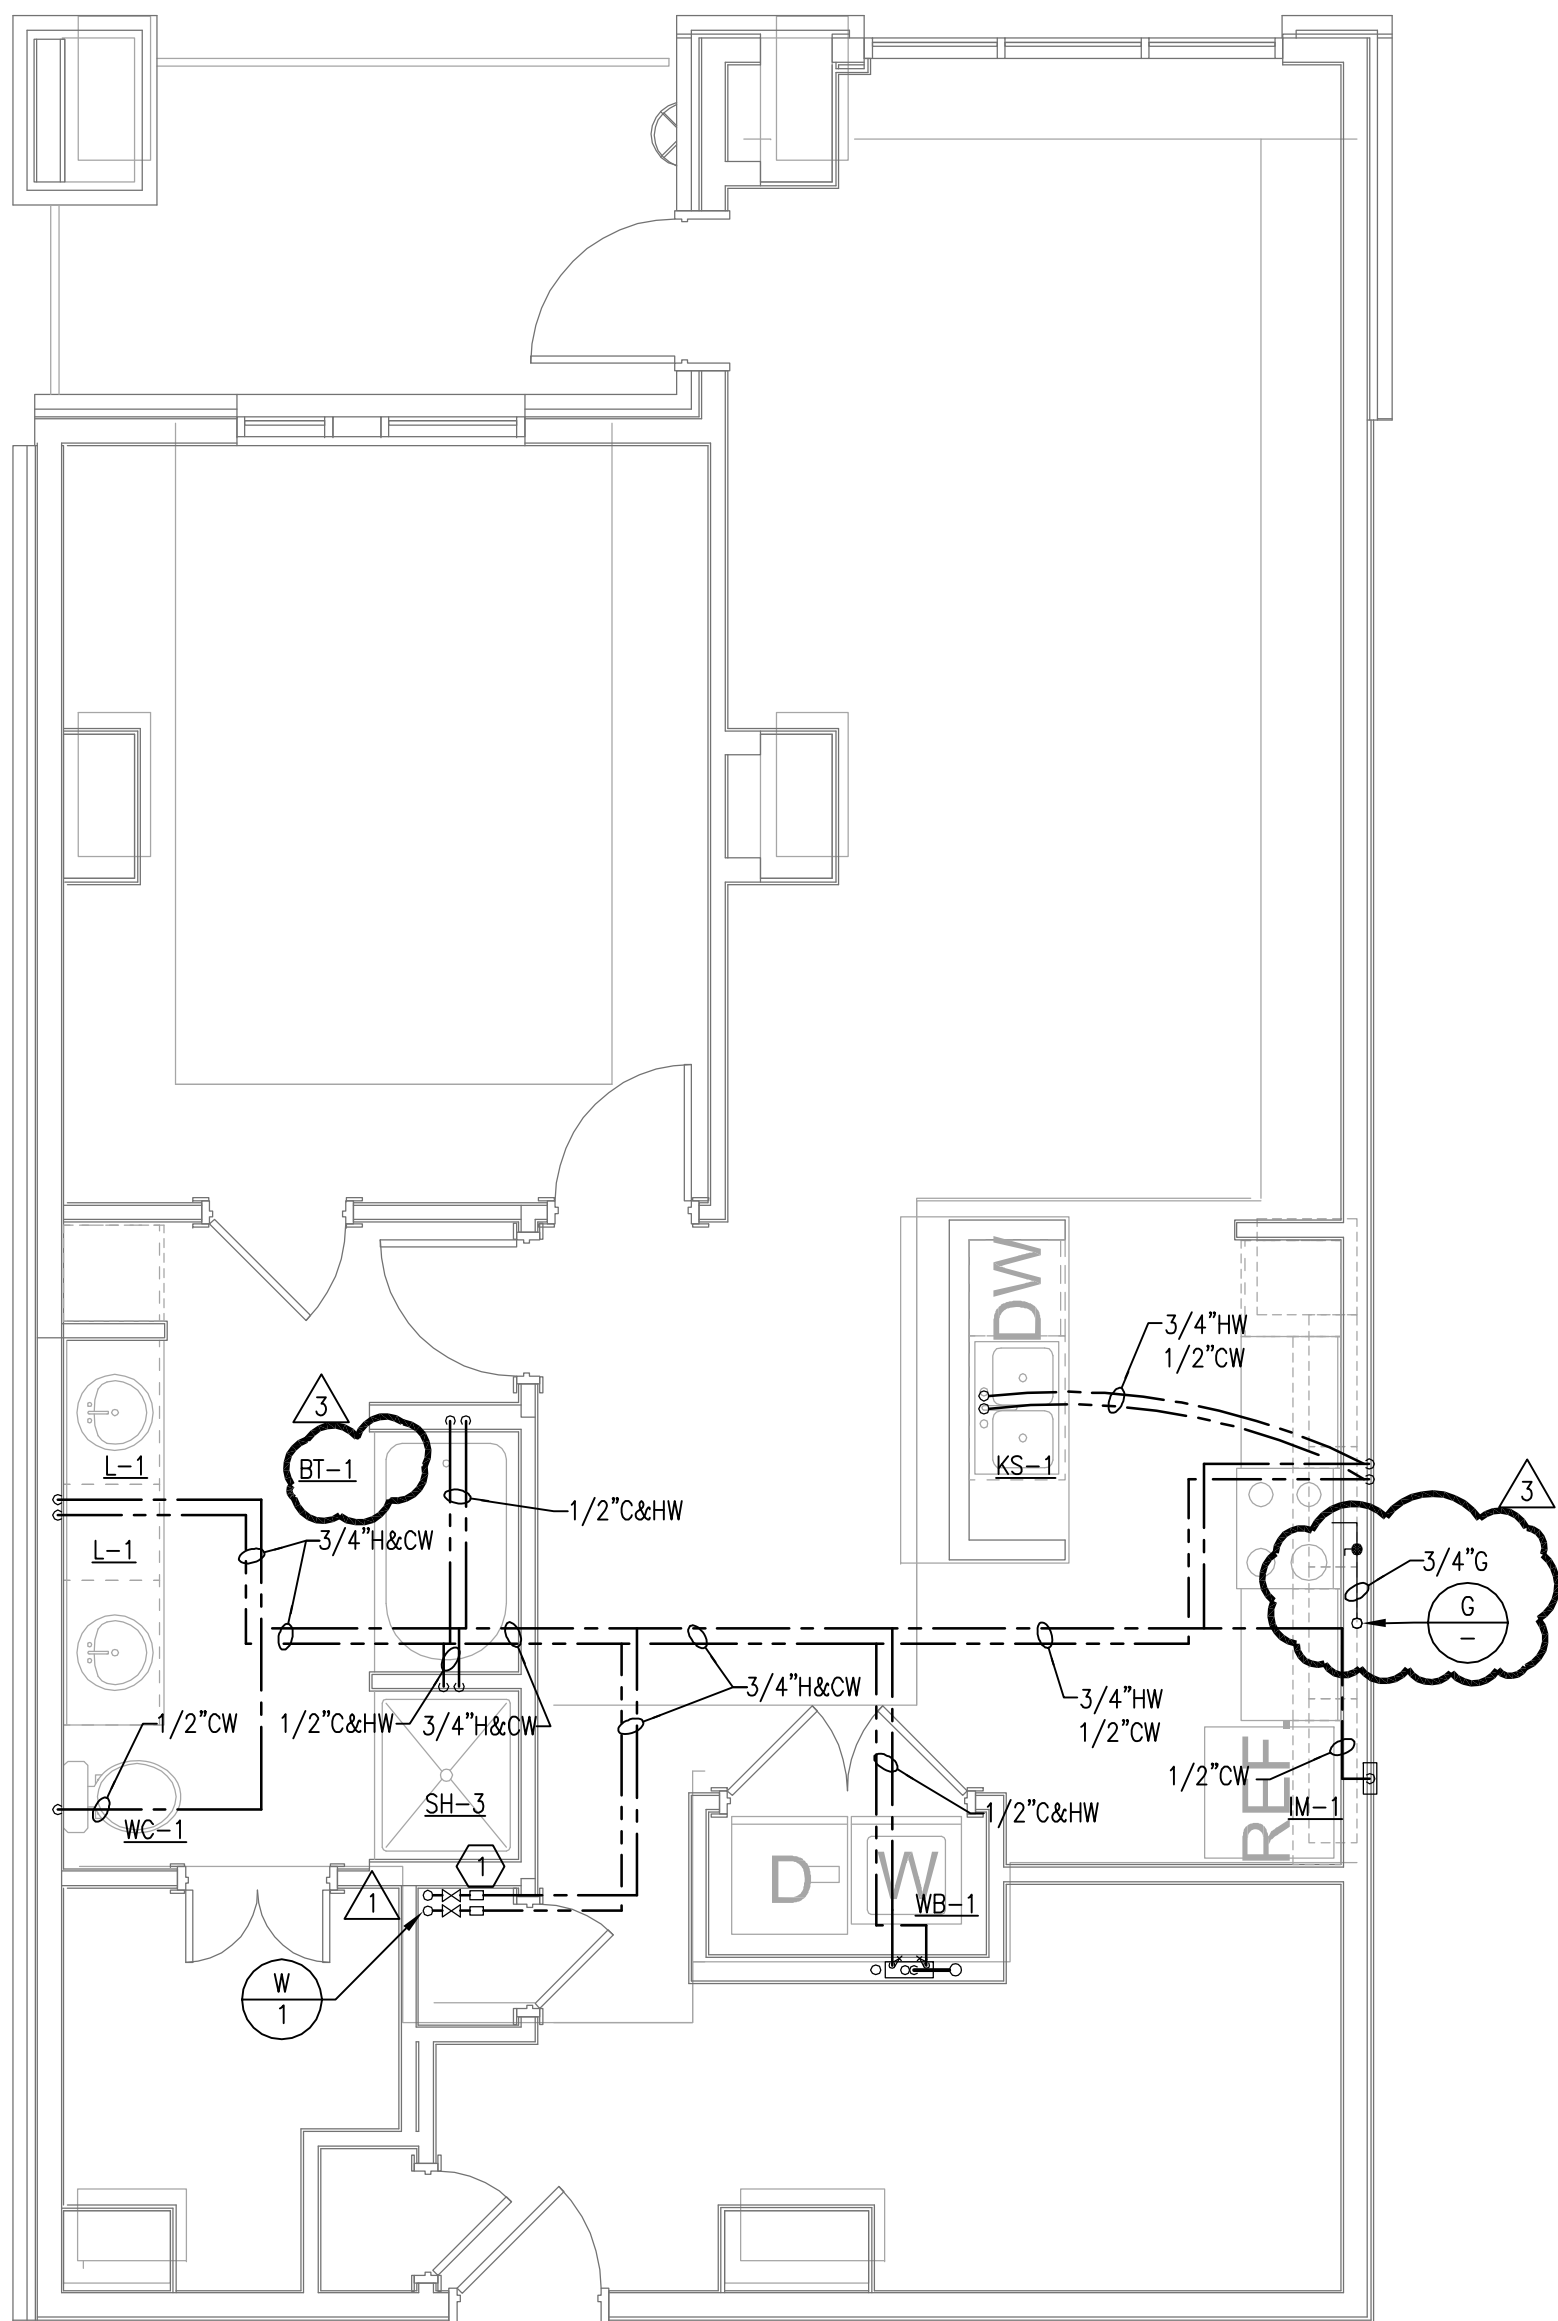 DW
3/4"HW
1/2"CW
3
BT-1
L-1
KS-1
3
1/2"C&HW
3/4"H&CW
L-1
3/4"G
G
-
1/2"CW
1/2"C&HW
3/4"H&CW
3/4"H&CW
3/4"HW
1/2"CW
1/2"CW
REF
IM-1
SH-3
WC-1
1/2"C&HW
1
D
W
WB-1
1
W
1